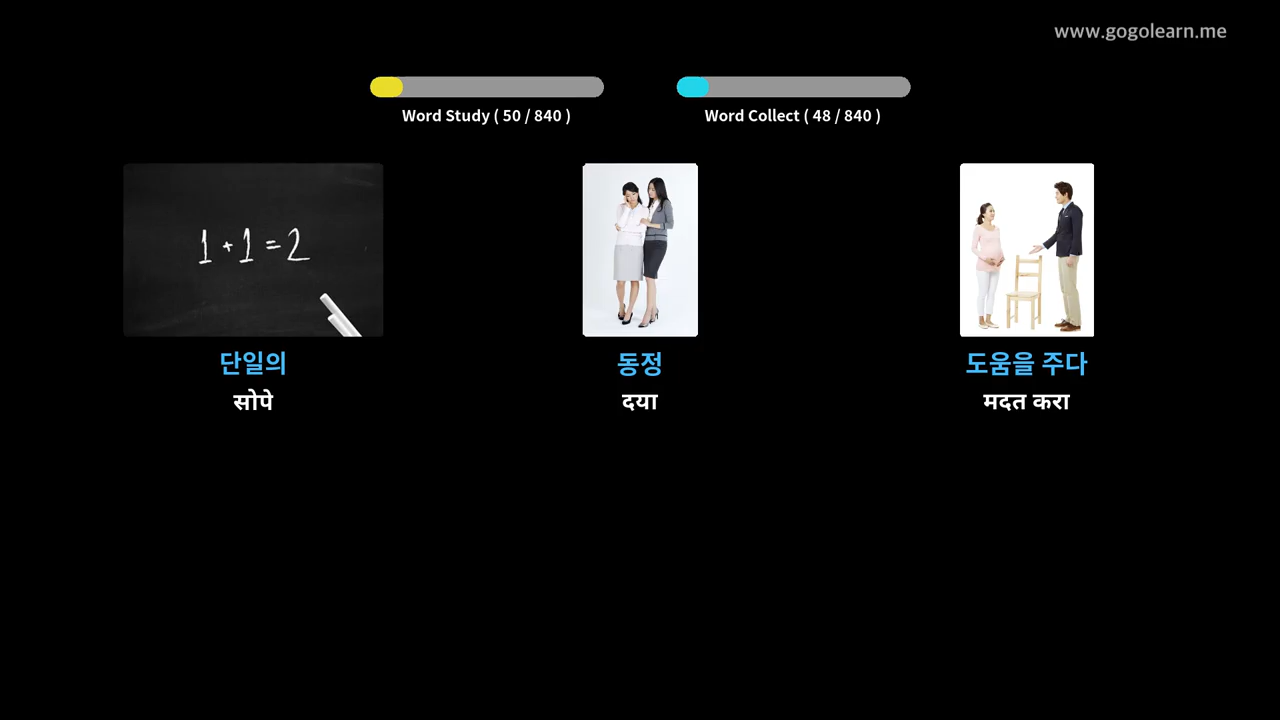 www.gogolearn.me
Word Study ( 50 / 840 )
Word Collect ( 48 / 840 )
1 + 1 = 2
단일의
동정
도움을 주다
सोपे
दया
मदत करा